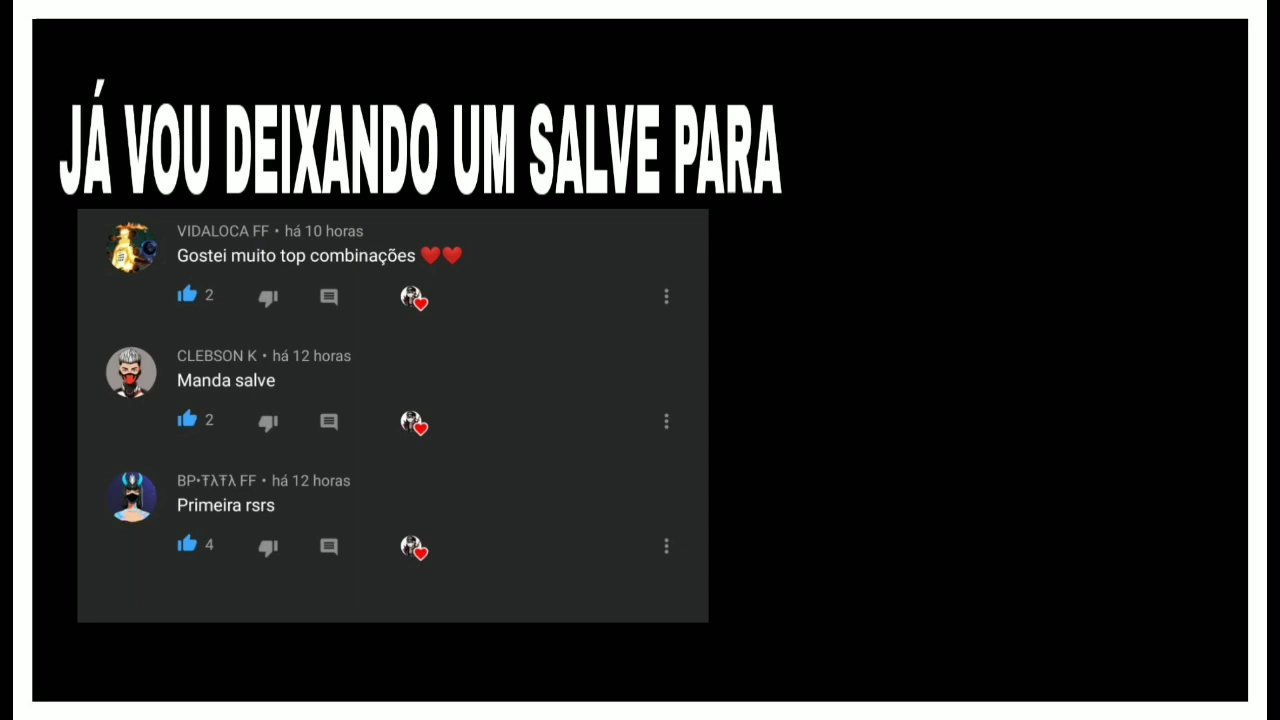 JÁ VOU DEIXANDO UM SALVE PARA
VIDALOCA FF • há 10 horas
Gostei muito top combinações ❤️❤️
2
CLEBSON K • há 12 horas
Manda salve
2
BP•ŦλŦλ FF • há 12 horas
Primeira rsrs
4